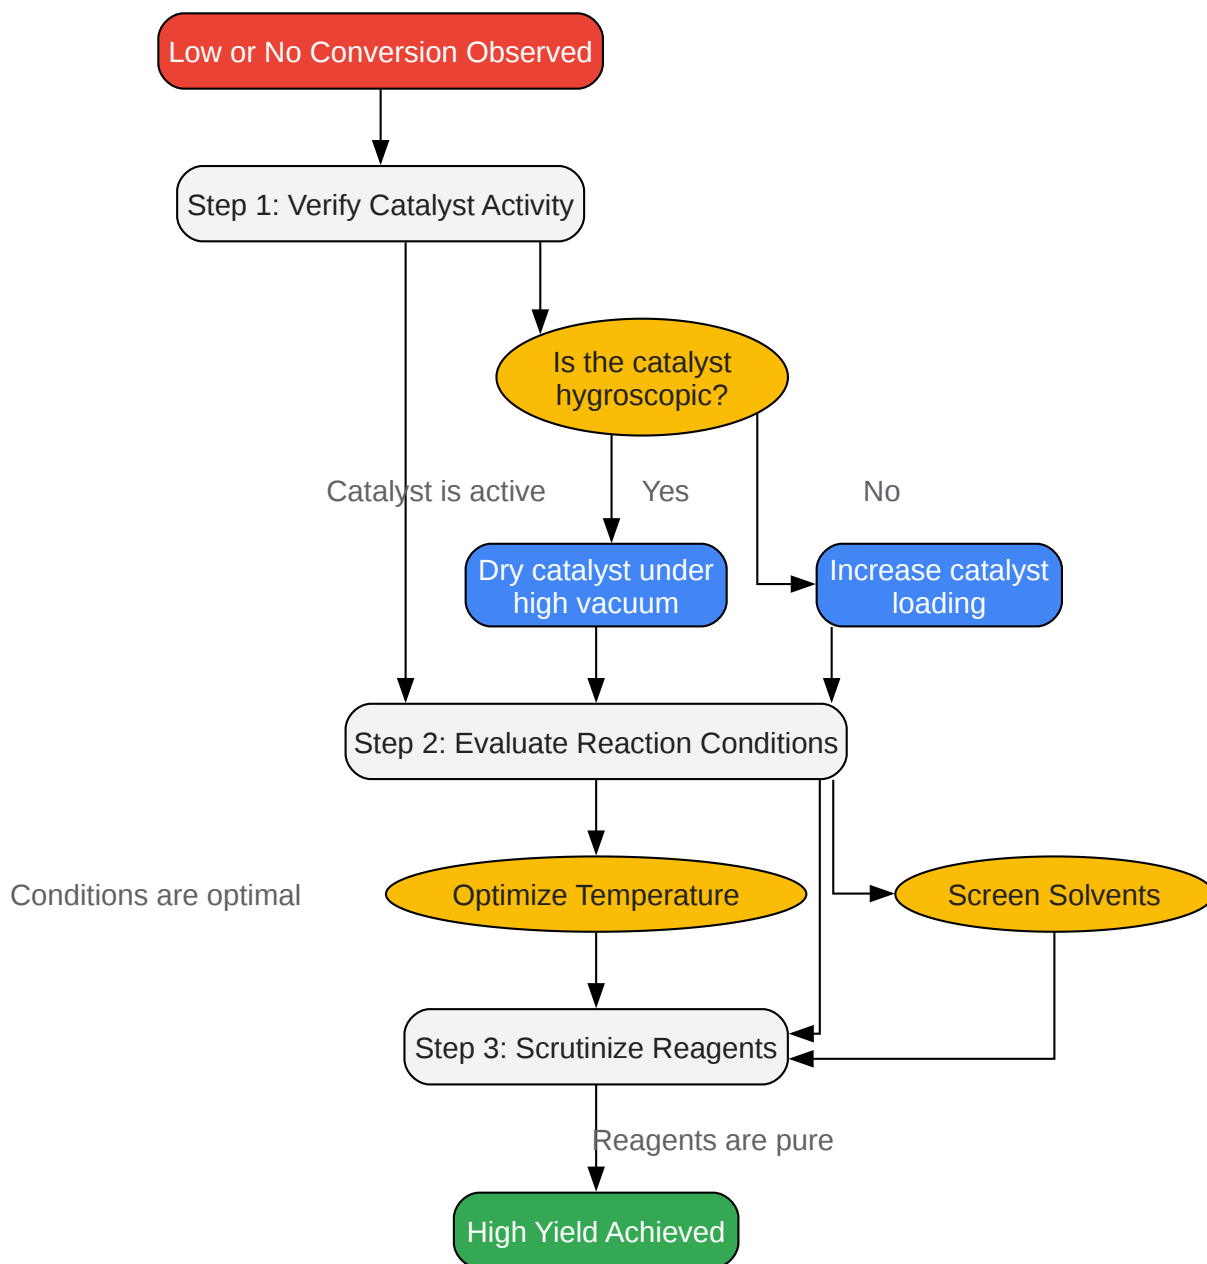 Low or No Conversion Observed
Step 1: Verify Catalyst Activity
Is the catalyst
hygroscopic?
Catalyst is active
Yes
No
Dry catalyst under
high vacuum
Increase catalyst
loading
Step 2: Evaluate Reaction Conditions
Conditions are optimal
Optimize Temperature
Screen Solvents
Step 3: Scrutinize Reagents
Reagents are pure
High Yield Achieved